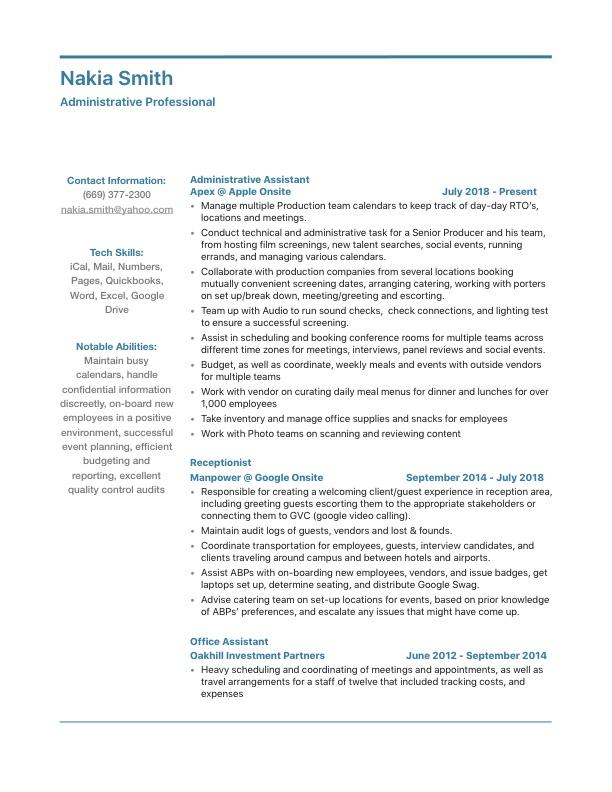 Nakia Smith
Administrative Professional
Contact Information:
(669) 377-2300
nakia.smith@yahoo.com
Tech Skills:
iCal, Mail, Numbers,
Pages, Quickbooks,
Word, Excel, Google
Drive
Notable Abilities:
Maintain busy
calendars, handle
confidential information
discreetly, on-board new
employees in a positive
environment, successful
event planning, efficient
budgeting and
reporting, excellent
quality control audits
Administrative Assistant
Apex @ Apple Onsite July 2018 - Present
• Manage multiple Production team calendars to keep track of day-day RTO's,
locations and meetings.
• Conduct technical and administrative task for a Senior Producer and his team,
from hosting film screenings, new talent searches, social events, running
errands, and managing various calendars.
• Collaborate with production companies from several locations booking
mutually convenient screening dates, arranging catering, working with porters
on set up/break down, meeting/greeting and escorting.
• Team up with Audio to run sound checks,  check connections, and lighting test
to ensure a successful screening.
• Assist in scheduling and booking conference rooms for multiple teams across
different time zones for meetings, interviews, panel reviews and social events.
• Budget, as well as coordinate, weekly meals and events with outside vendors
for multiple teams
• Work with vendor on curating daily meal menus for dinner and lunches for over
1,000 employees
• Take inventory and manage office supplies and snacks for employees
• Work with Photo teams on scanning and reviewing content
Receptionist
Manpower @ Google Onsite September 2014 - July 2018
• Responsible for creating a welcoming client/guest experience in reception area,
including greeting guests escorting them to the appropriate stakeholders or
connecting them to GVC (google video calling).
• Maintain audit logs of guests, vendors and lost & founds.
• Coordinate transportation for employees, guests, interview candidates, and
clients traveling around campus and between hotels and airports.
• Assist ABPs with on-boarding new employees, vendors, and issue badges, get
laptops set up, determine seating, and distribute Google Swag.
• Advise catering team on set-up locations for events, based on prior knowledge
of ABPs' preferences, and escalate any issues that might have come up.
Office Assistant
Oakhill Investment Partners June 2012 - September 2014
• Heavy scheduling and coordinating of meetings and appointments, as well as
travel arrangements for a staff of twelve that included tracking costs, and
expenses